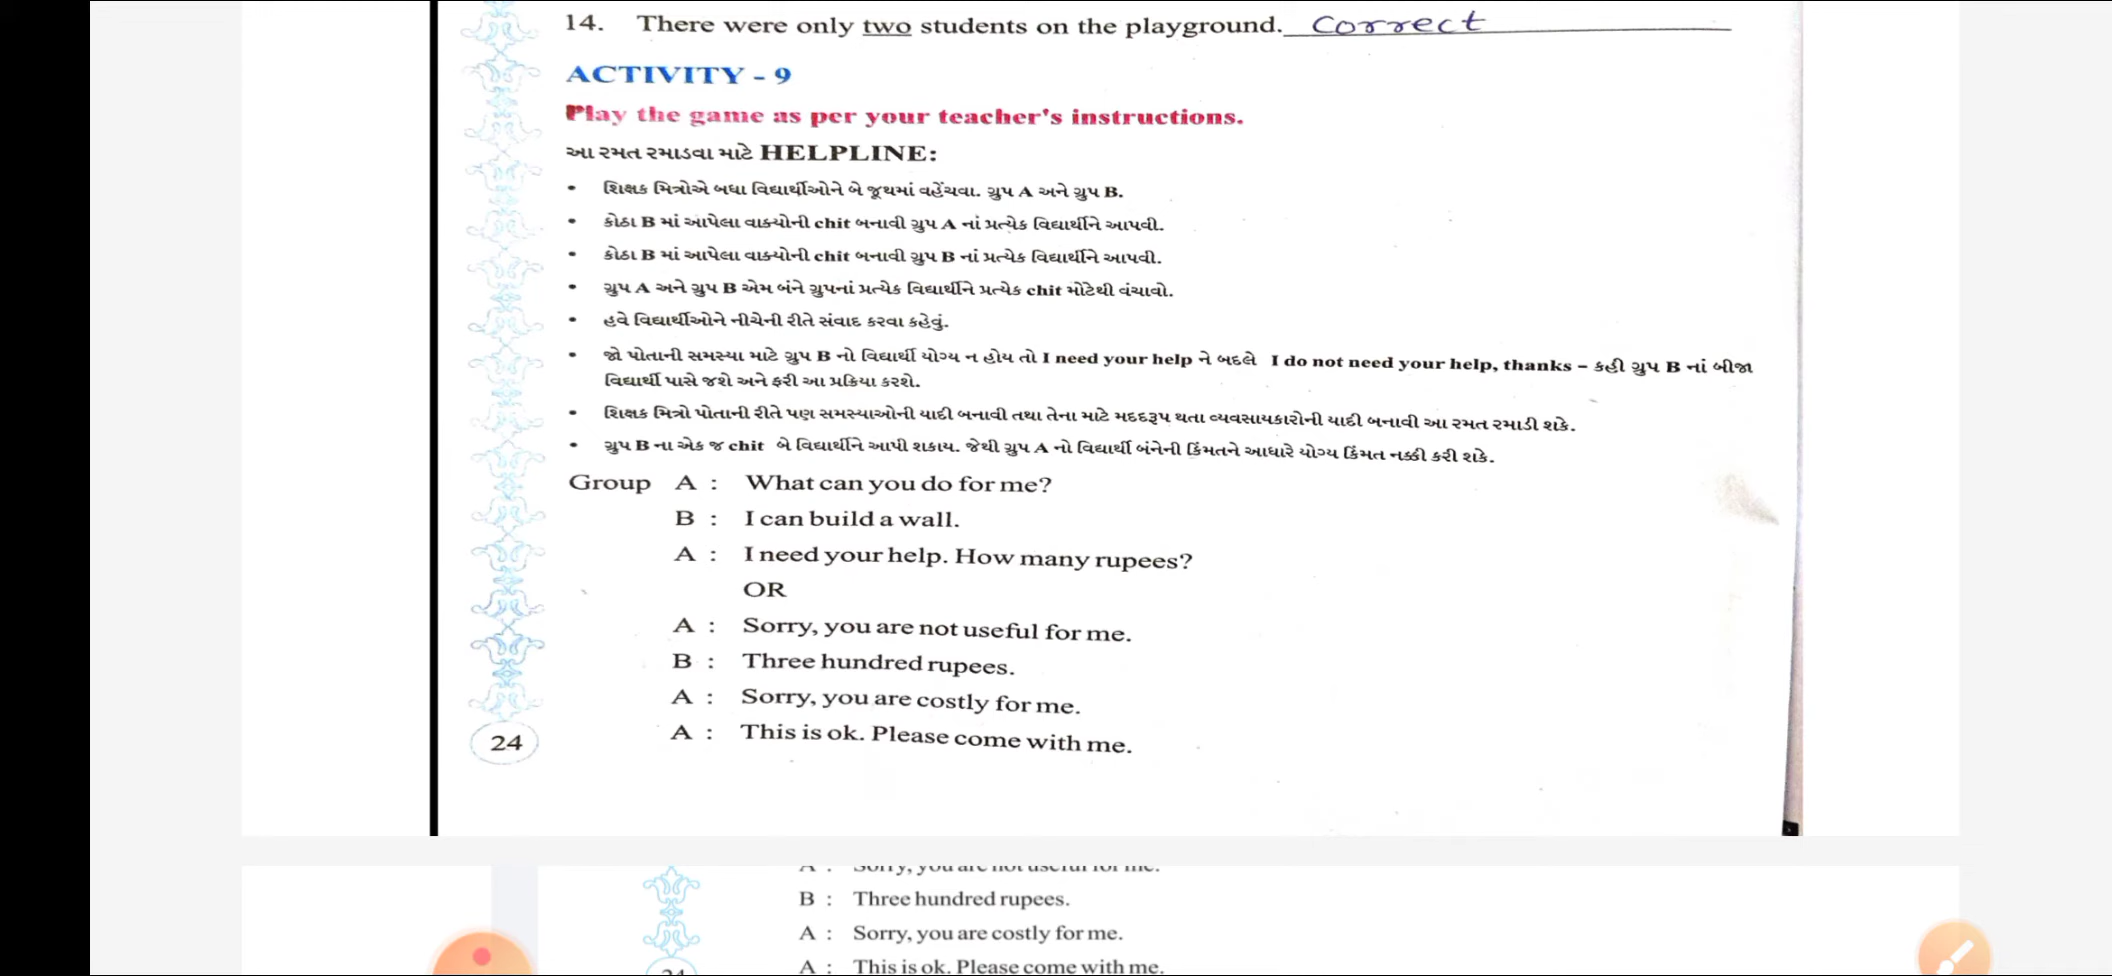 14. There were only two students on the playground. Correct
ACTIVITY - 9
Play the game as per your teacher's instructions.
આ રમત રમાડવા માટે HELPLINE:
• શિક્ષક મિત્રોએ બધા વિદ્યાર્થીઓને બે જૂથમાં વહેંચવા. ગ્રુપ A અને ગ્રુપ B.
• કોઠા B માં આપેલા વાક્યોની chit બનાવી ગ્રુપ A નાં પ્રત્યેક વિદ્યાર્થીને આપવી.
• કોઠા B માં આપેલા વાક્યોની chit બનાવી ગ્રુપ B નાં પ્રત્યેક વિદ્યાર્થીને આપવી.
• ગ્રુપ A અને ગ્રુપ B એમ બંને ગ્રુપનાં પ્રત્યેક વિદ્યાર્થીને પ્રત્યેક chit મોટેથી વંચાવો.
• હવે વિદ્યાર્થીઓને નીચેની રીતે સંવાદ કરવા કહેવું.
• જો પોતાની સમસ્યા માટે ગ્રુપ B નો વિદ્યાર્થી યોગ્ય ન હોય તો I need your help ને બદલે I do not need your help, thanks – કહી ગ્રુપ B નાં બીજા
વિદ્યાર્થી પાસે જશે અને ફરી આ પ્રક્રિયા કરશે.
• શિક્ષક મિત્રો પોતાની રીતે પણ સમસ્યાઓની યાદી બનાવી તથા તેના માટે મદદરૂપ થતા વ્યવસાયકારોની યાદી બનાવી આ રમત રમાડી શકે.
• ગ્રુપ B ના એક જ chit બે વિદ્યાર્થીને આપી શકાય. જેથી ગ્રુપ A નો વિદ્યાર્થી બંનેની કિંમતને આધારે યોગ્ય કિંમત નક્કી કરી શકે.
Group A : What can you do for me?
B : I can build a wall.
A : I need your help. How many rupees?
OR
A : Sorry, you are not useful for me.
B : Three hundred rupees.
A : Sorry, you are costly for me.
A : This is ok. Please come with me.
24
A : Sorry, you are not useful for me.
B : Three hundred rupees.
A : Sorry, you are costly for me.
A : This is ok. Please come with me.